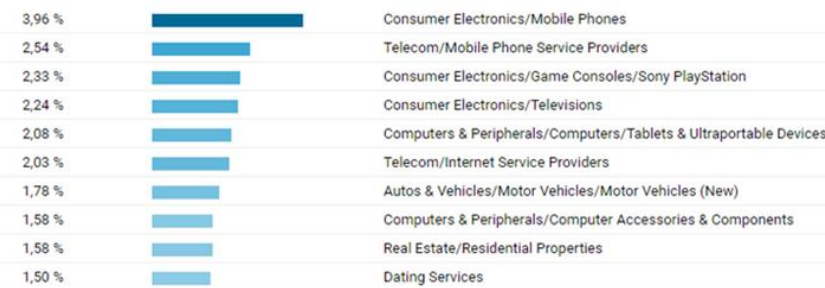 3,96 % Consumer Electronics/Mobile Phones
2,54 % Telecom/Mobile Phone Service Providers
2,33 % Consumer Electronics/Game Consoles/Sony PlayStation
2,24 % Consumer Electronics/Televisions
2,08 % Computers & Peripherals/Computers/Tablets & Ultraportable Devices
2,03 % Telecom/Internet Service Providers
1,78 % Autos & Vehicles/Motor Vehicles/Motor Vehicles (New)
1,58 % Computers & Peripherals/Computer Accessories & Components
1,58 % Real Estate/Residential Properties
1,50 % Dating Services